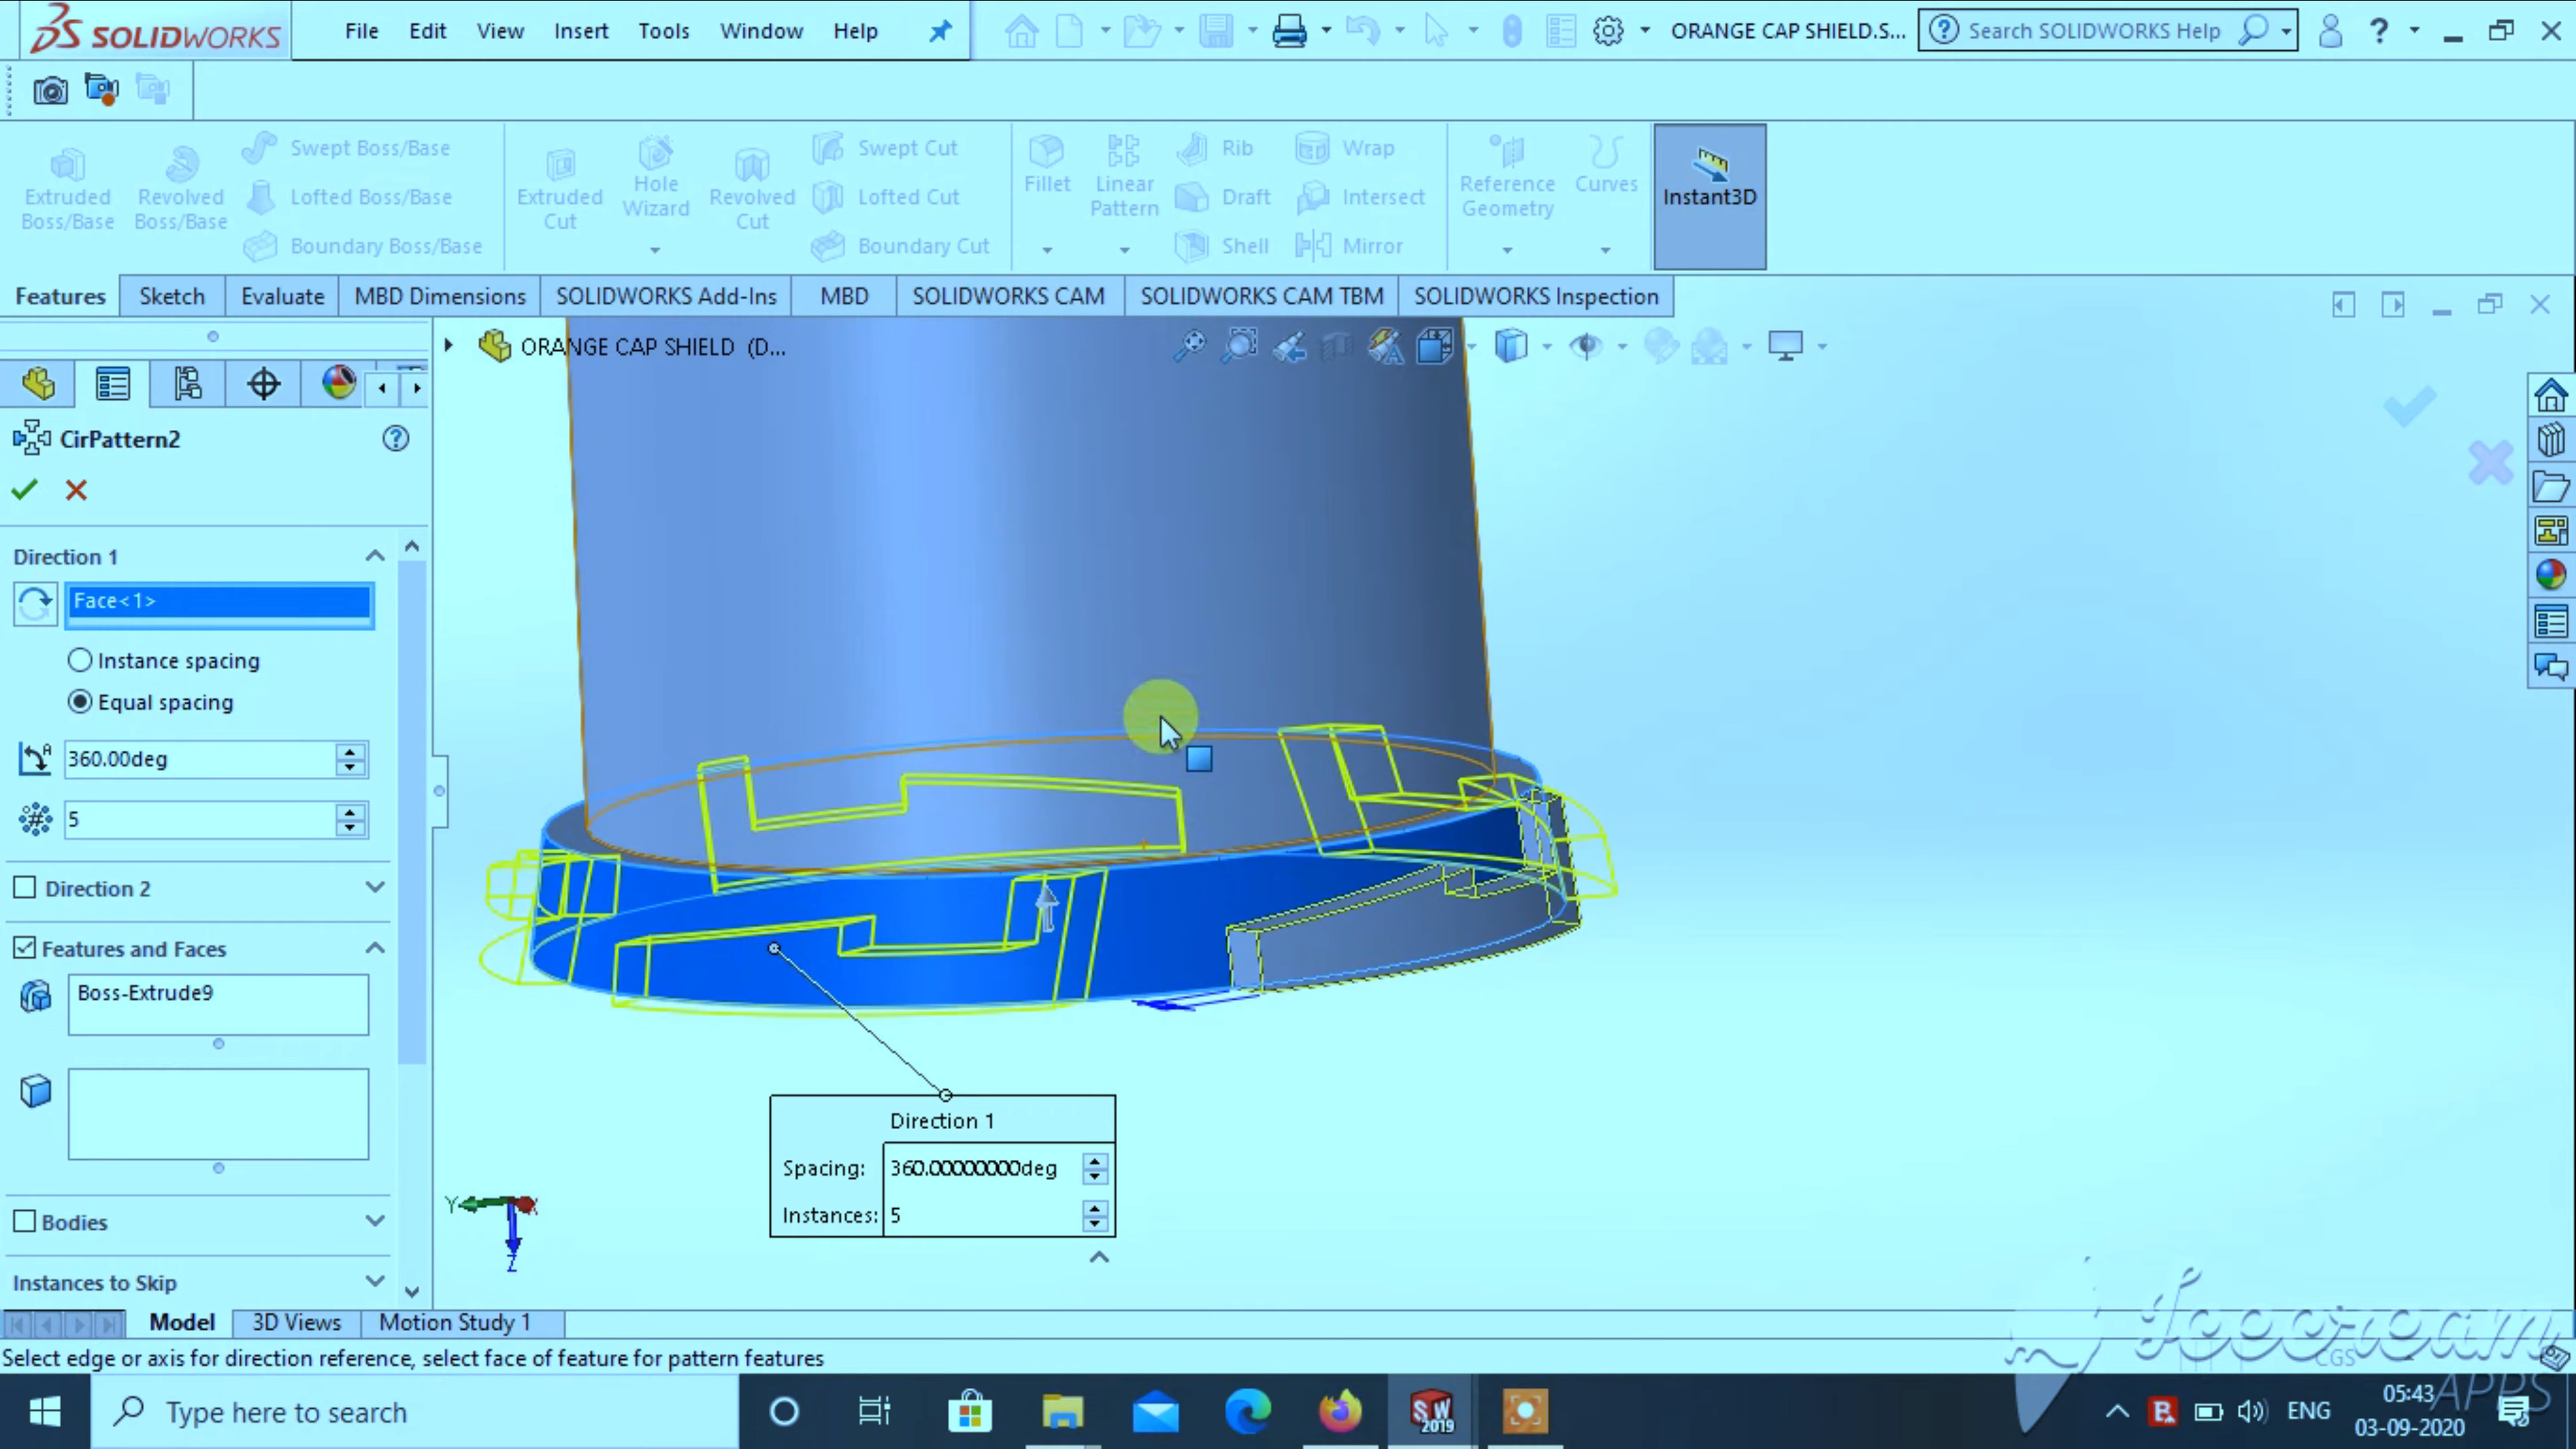 SOLIDWORKS
File Edit View Insert Tools Window Help
ORANGE CAP SHIELD.S...
Search SOLIDWORKS Help
Extruded Boss/Base
Revolved Boss/Base
Swept Boss/Base
Lofted Boss/Base
Boundary Boss/Base
Extruded Cut
Hole Wizard
Revolved Cut
Swept Cut
Lofted Cut
Boundary Cut
Fillet
Linear Pattern
Rib
Draft
Shell
Wrap
Intersect
Mirror
Reference Geometry
Curves
Instant3D
Features Sketch Evaluate MBD Dimensions SOLIDWORKS Add-Ins MBD SOLIDWORKS CAM SOLIDWORKS CAM TBM SOLIDWORKS Inspection
ORANGE CAP SHIELD (D...
CirPattern2
Direction 1
Face<1>
Instance spacing
Equal spacing
360.00deg
5
Direction 2
Features and Faces
Boss-Extrude9
Bodies
Instances to Skip
Direction 1
Spacing: 360.00000000deg
Instances: 5
Y
X
Z
Model 3D Views Motion Study 1
Select edge or axis for direction reference, select face of feature for pattern features
CGS
APPS
Type here to search
SW 2019
ENG
05:43
03-09-2020